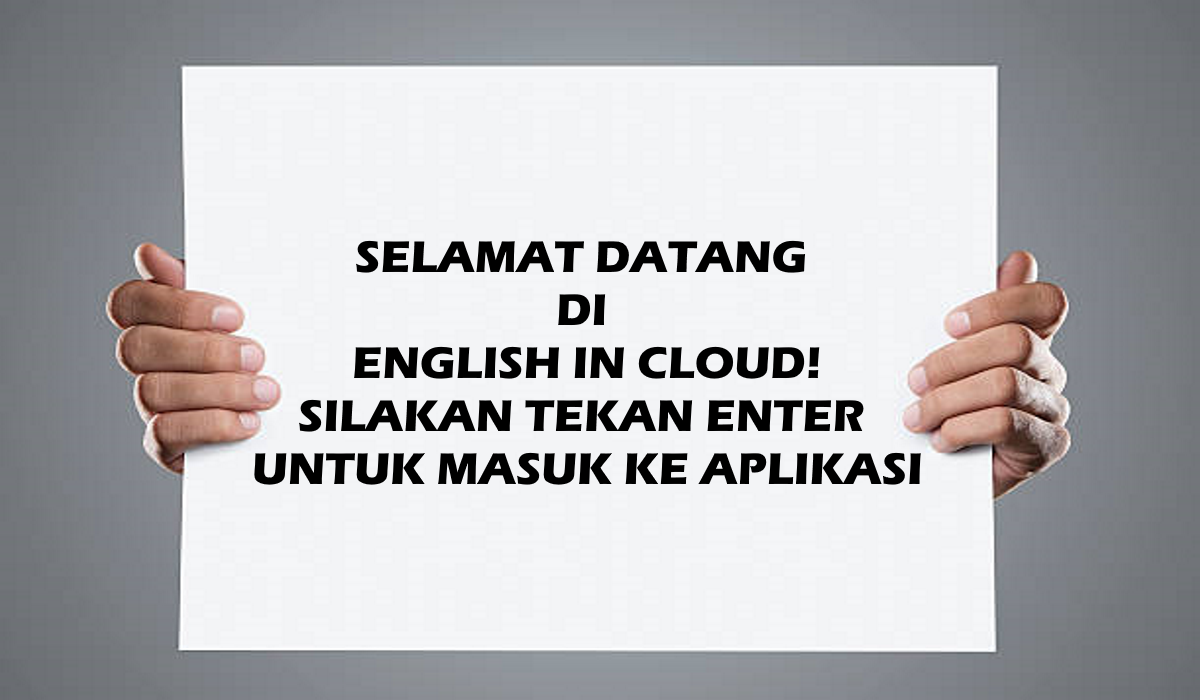 SELAMAT DATANG
DI
ENGLISH IN CLOUD!
SILAKAN TEKAN ENTER
UNTUK MASUK KE APLIKASI